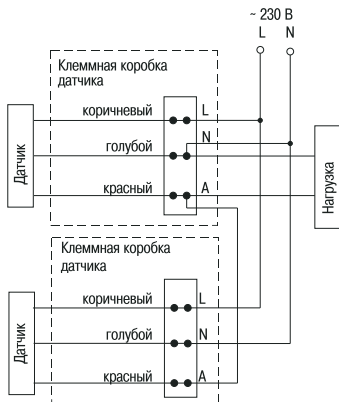 ~ 230 В
L N
Клеммная коробка
датчика
коричневый
L
голубой
N
красный
A
Датчик
Нагрузка
Клеммная коробка
датчика
коричневый
L
голубой
N
красный
A
Датчик